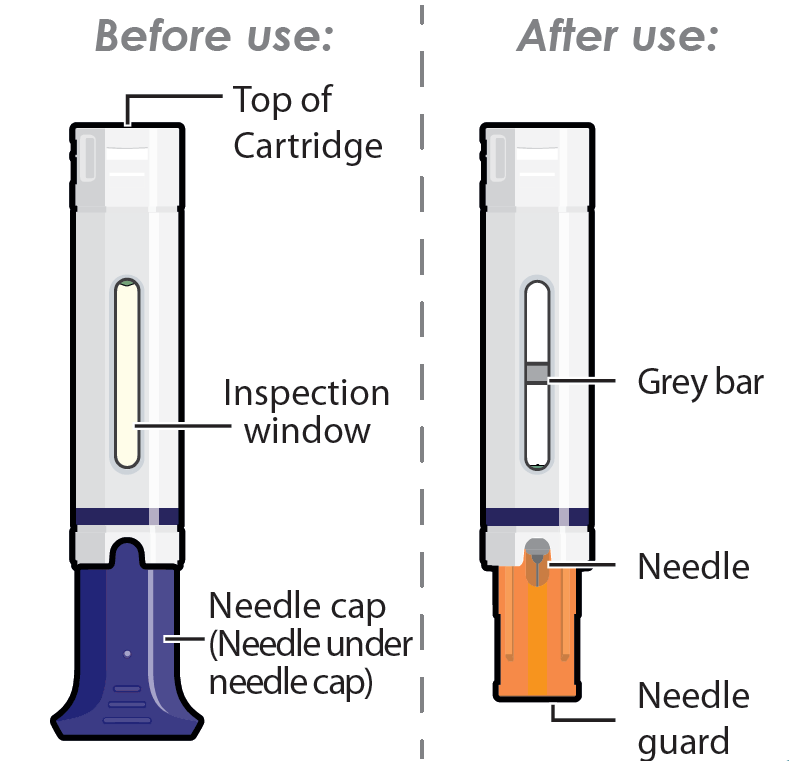 Before use:
Top of
Cartridge
Inspection
window
Needle cap
(Needle under
needle cap)
After use:
Grey bar
Needle
Needle
guard